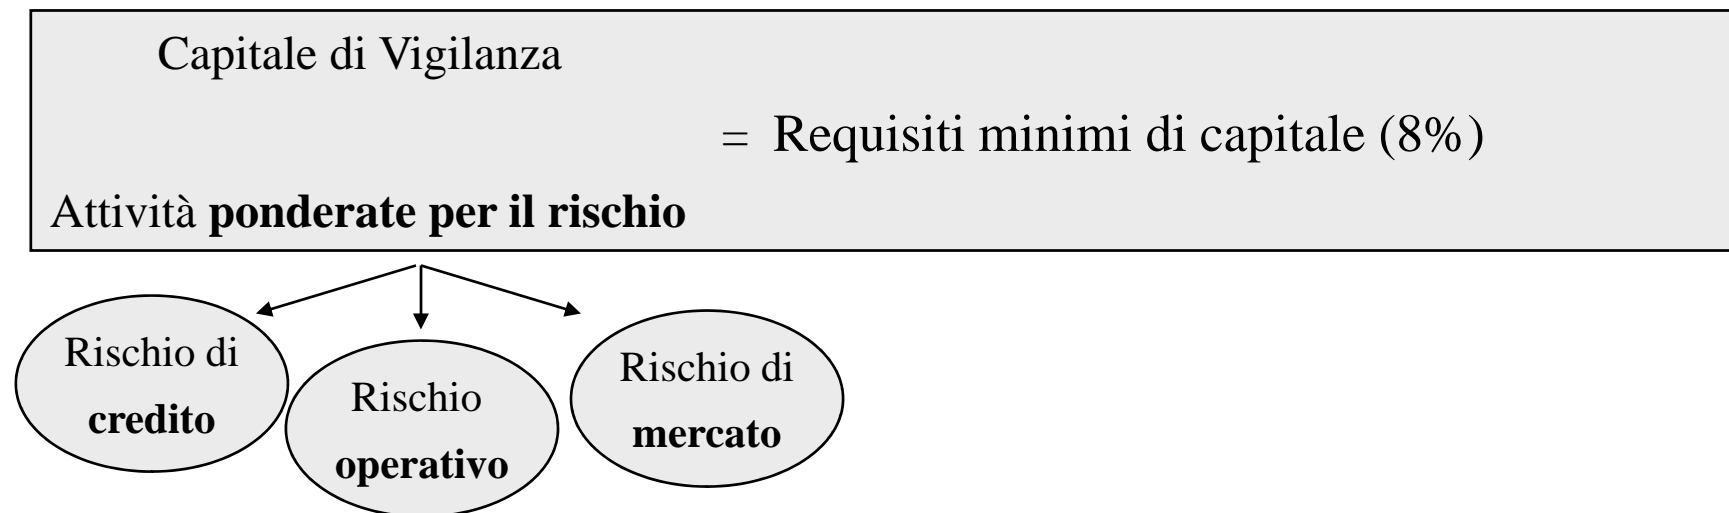 Capitale di Vigilanza
= Requisiti minimi di capitale (8%)
Attività ponderate per il rischio
Rischio di
credito
Rischio
operativo
Rischio di
mercato